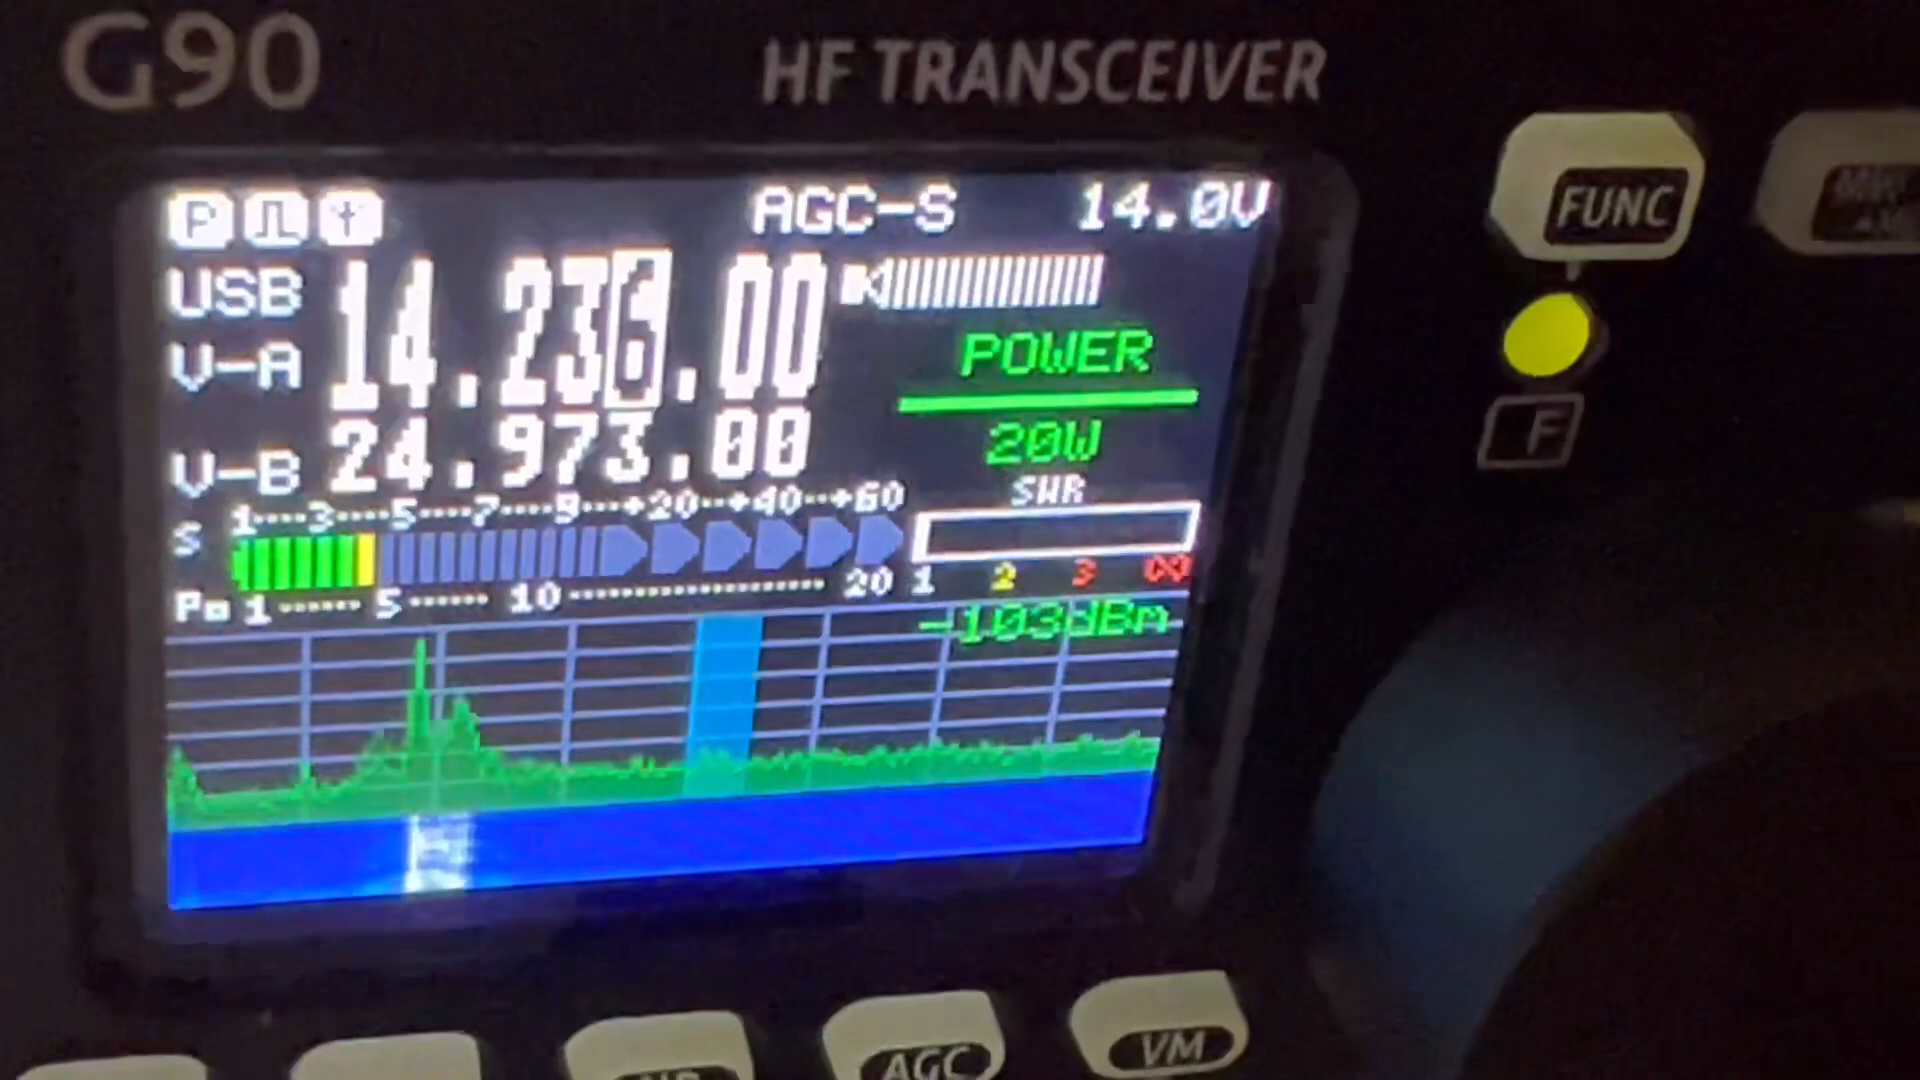 G90 HF TRANSCEIVER
P AGC-S 14.0V
USB 14.236.00
V-A
POWER
20W
V-B 24.973.00
SWR
S 1 3 5 7 9 +20 +40 +60
Po 1 5 10 20
1 2 3 ∞
-103dBm
FUNC
F
AGC
VM